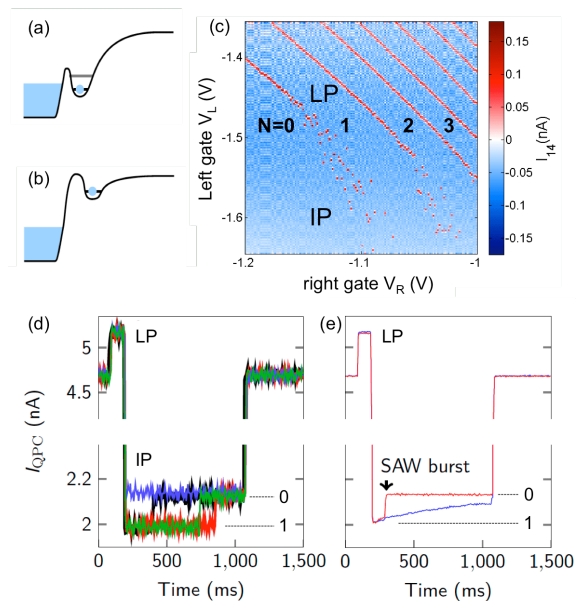 (a)
(b)
(c)
Left gate V_L (V)
-1.4
-1.5
-1.6
-1.2
-1.1
-1
right gate V_R (V)
LP
N=0
1
2
3
IP
0.15
0.10
0.05
0
-0.05
-0.10
-0.15
I_14(nA)
(d)
LP
5
4.5
I_QPC (nA)
IP
2.2
2
0
1
0
500
1,000
1,500
Time (ms)
(e)
LP
SAW burst
0
1
0
500
1,000
1,500
Time (ms)